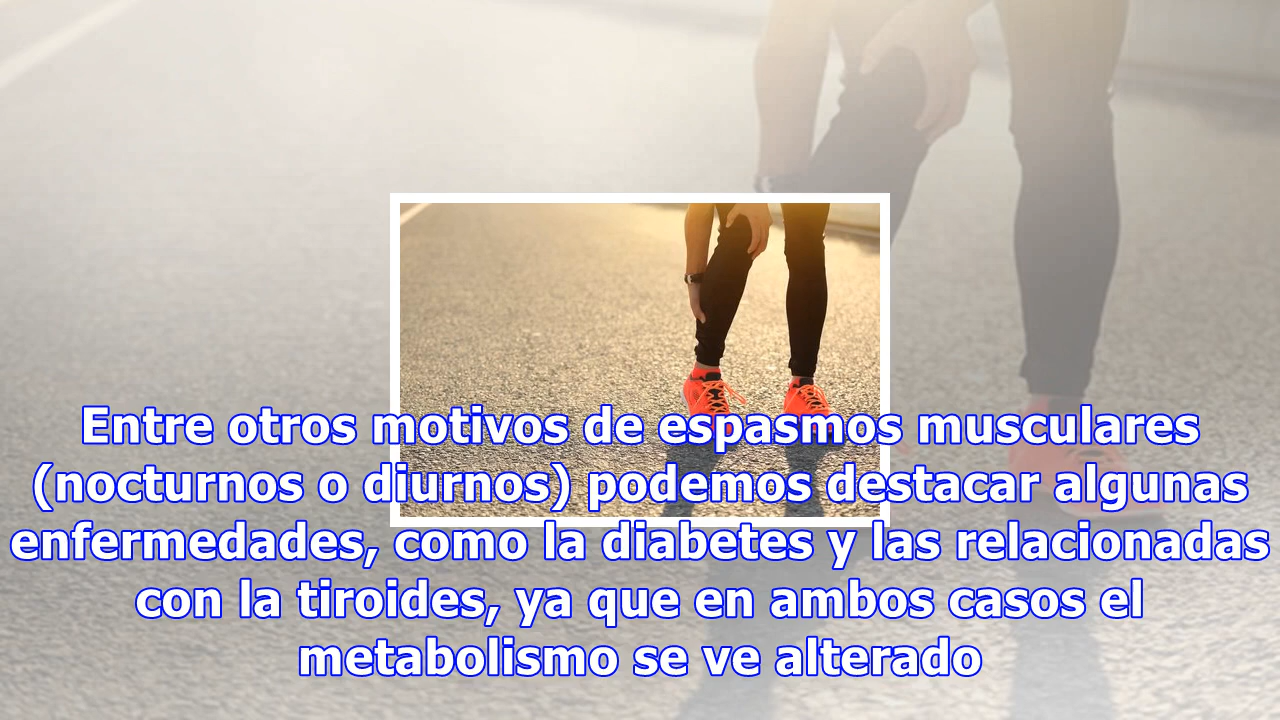 Entre otros motivos de espasmos musculares
(nocturnos o diurnos) podemos destacar algunas
enfermedades, como la diabetes y las relacionadas
con la tiroides, ya que en ambos casos el
metabolismo se ve alterado